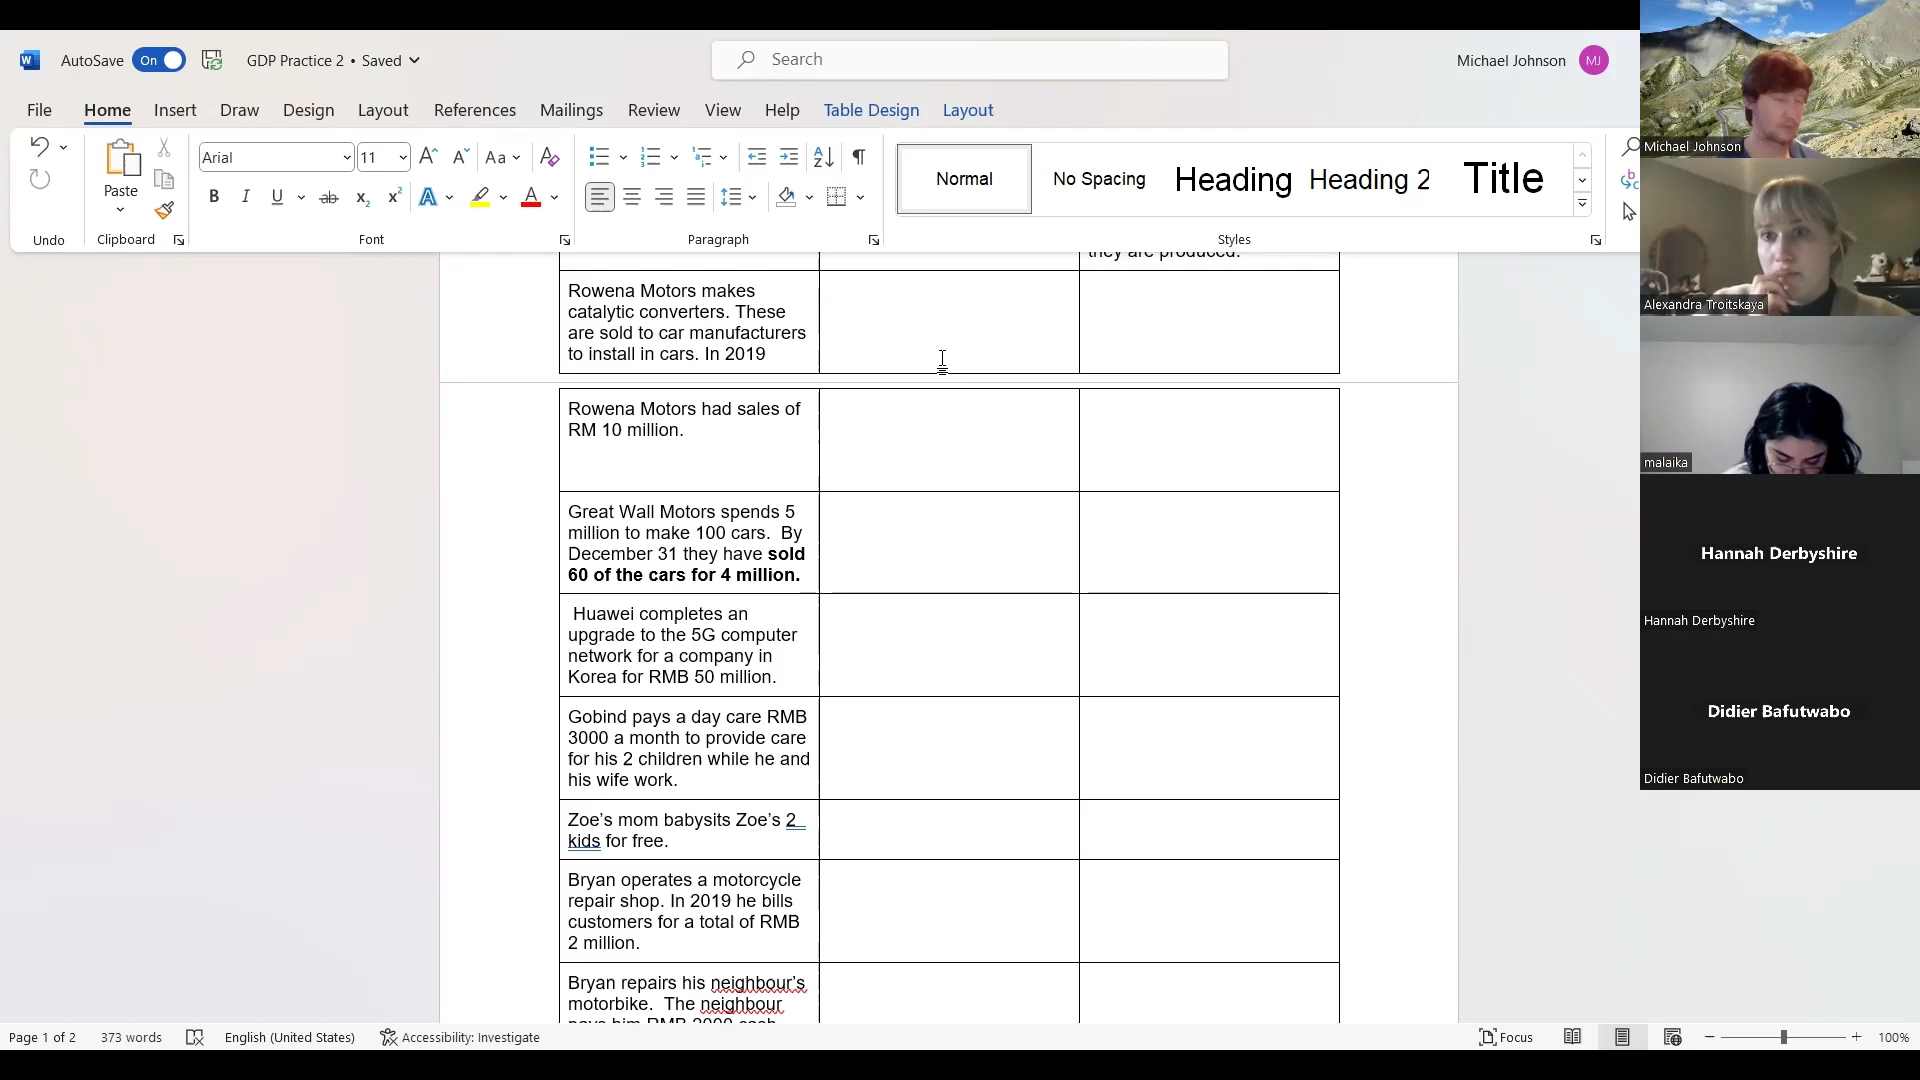 AutoSave On GDP Practice 2 • Saved Search Michael Johnson MJ
File Home Insert Draw Design Layout References Mailings Review View Help Table Design Layout
Paste
Arial 11 Aa
Normal No Spacing Heading Heading 2 Title
Undo Clipboard Font Paragraph Styles
they are produced.
Rowena Motors makes
catalytic converters. These
are sold to car manufacturers
to install in cars. In 2019
Rowena Motors had sales of
RM 10 million.
Great Wall Motors spends 5
million to make 100 cars.  By
December 31 they have sold
60 of the cars for 4 million.
Huawei completes an
upgrade to the 5G computer
network for a company in
Korea for RMB 50 million.
Gobind pays a day care RMB
3000 a month to provide care
for his 2 children while he and
his wife work.
Zoe’s mom babysits Zoe’s 2
kids for free.
Bryan operates a motorcycle
repair shop. In 2019 he bills
customers for a total of RMB
2 million.
Bryan repairs his neighbour’s
motorbike.  The neighbour
pays him RMB 2000 cash
Page 1 of 2 373 words English (United States) Accessibility: Investigate Focus 100%
Michael Johnson
Alexandra Troitskaya
malaika
Hannah Derbyshire
Hannah Derbyshire
Didier Bafutwabo
Didier Bafutwabo